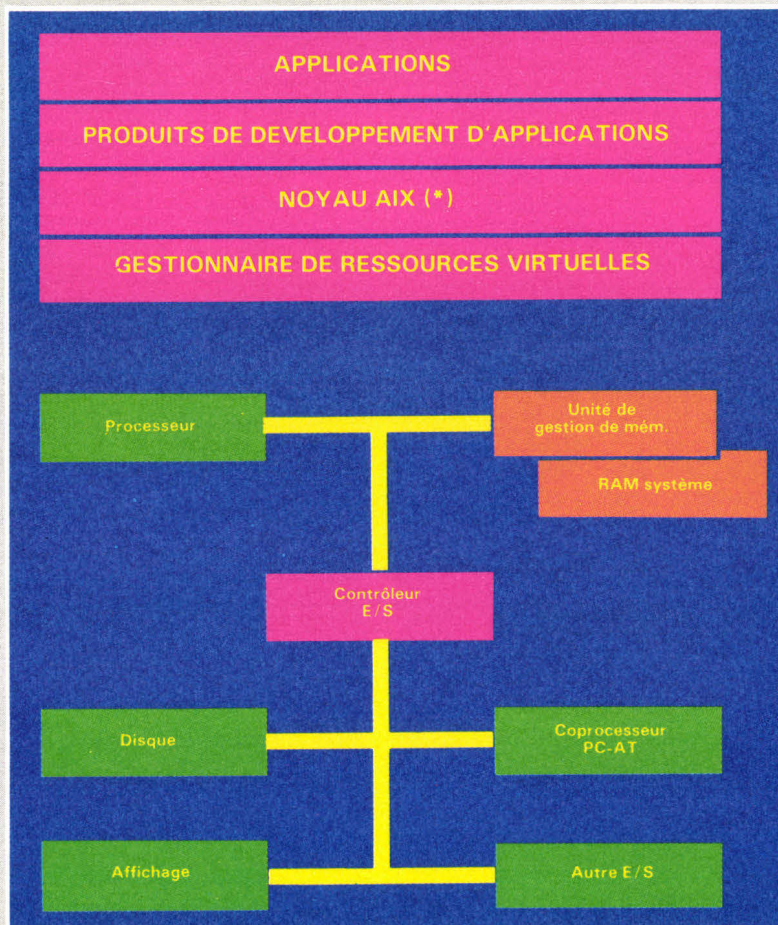 APPLICATIONS
PRODUITS DE DEVELOPPEMENT D'APPLICATIONS
NOYAU AIX (*)
GESTIONNAIRE DE RESSOURCES VIRTUELLES
Processeur
Unité de
gestion de mém.
RAM système
Contrôleur
E/S
Disque
Coprocesseur
PC-AT
Affichage
Autre E/S